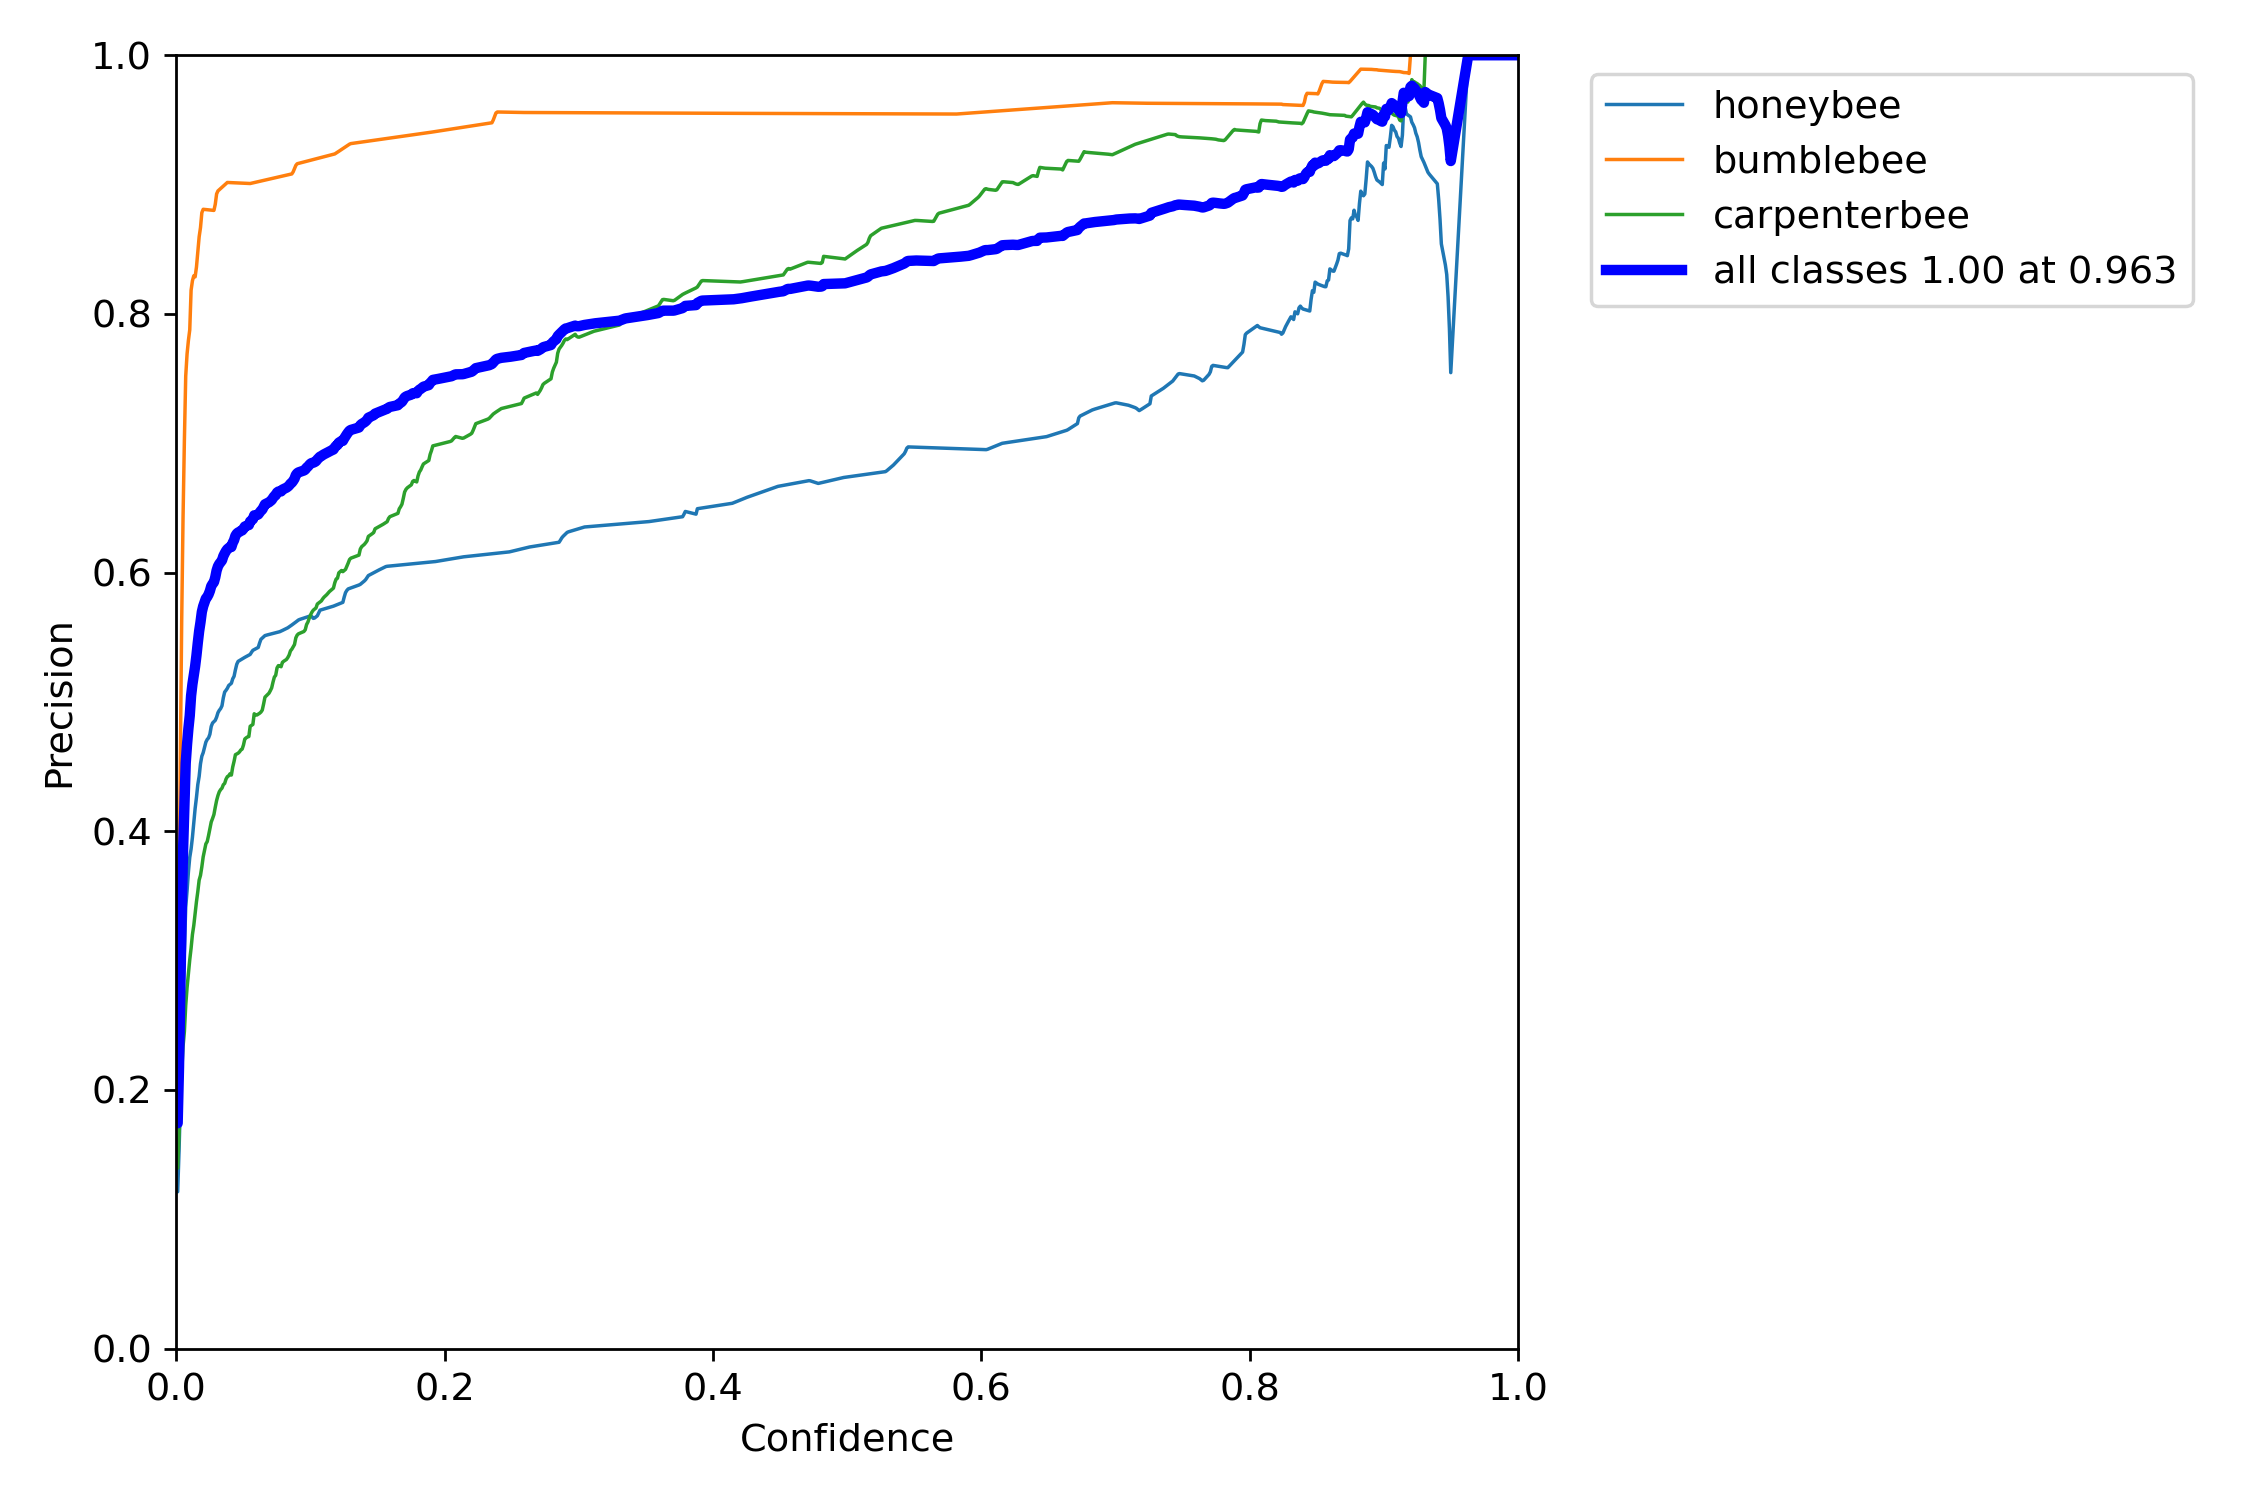 1.0
0.8
0.6
0.4
0.2
0.0
Precision
0.0 0.2 0.4 0.6 0.8 1.0
Confidence
honeybee
bumblebee
carpenterbee
all classes 1.00 at 0.963